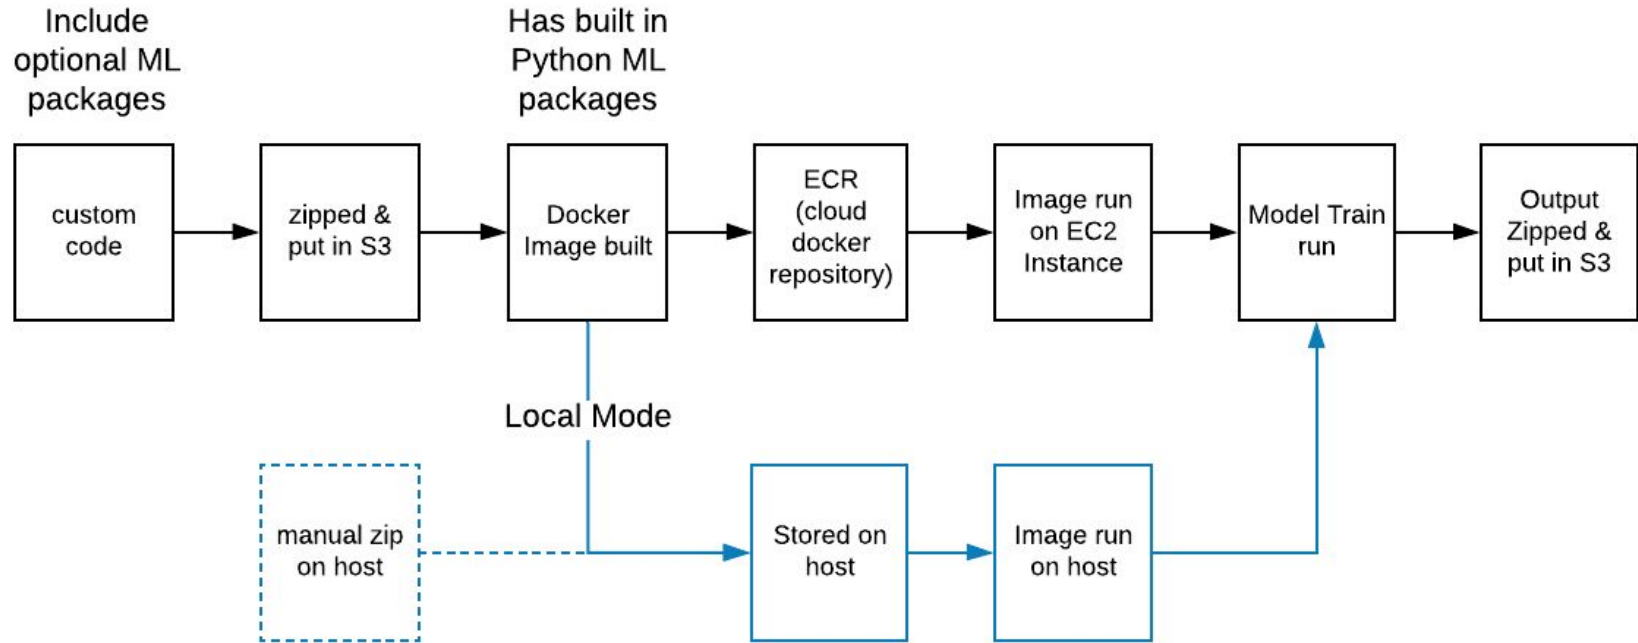 Include
optional ML
packages
Has built in
Python ML
packages
custom
code
zipped &
put in S3
Docker
Image built
ECR
(cloud
docker
repository)
Image run
on EC2
Instance
Model Train
run
Output
Zipped &
put in S3
Local Mode
manual zip
on host
Stored on
host
Image run
on host